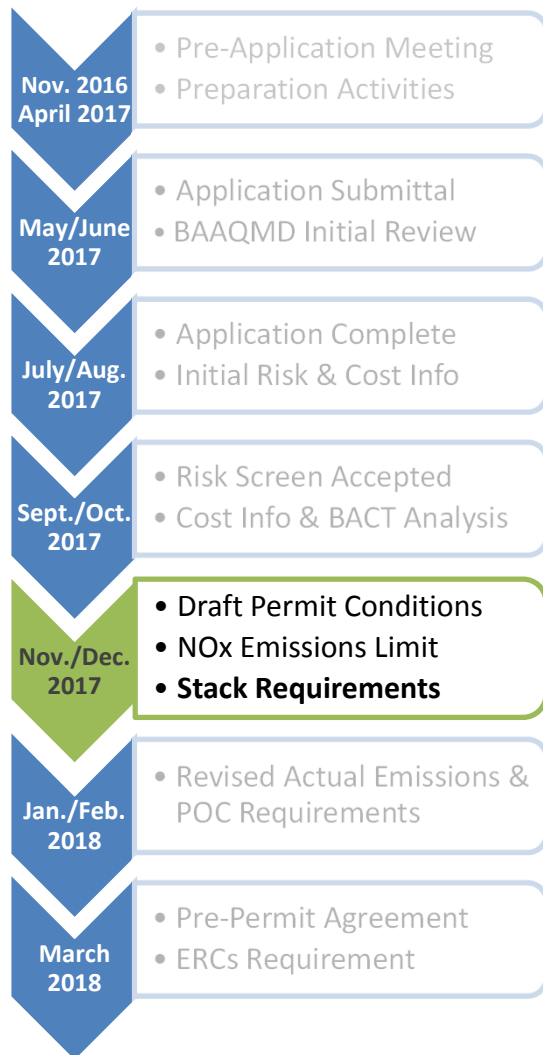 Nov. 2016
April 2017
• Pre-Application Meeting
• Preparation Activities
May/June
2017
• Application Submittal
• BAAQMD Initial Review
July/Aug.
2017
• Application Complete
• Initial Risk & Cost Info
Sept./Oct.
2017
• Risk Screen Accepted
• Cost Info & BACT Analysis
Nov./Dec.
2017
• Draft Permit Conditions
• NOx Emissions Limit
• Stack Requirements
Jan./Feb.
2018
• Revised Actual Emissions &
POC Requirements
March
2018
• Pre-Permit Agreement
• ERCs Requirement